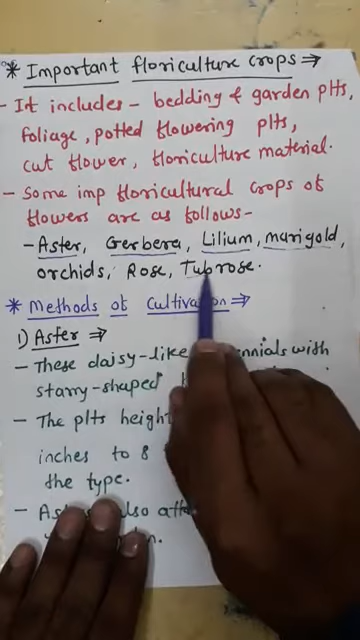 * Important floriculture crops ⇒
- It includes - bedding & garden plts,
foliage, potted flowering plts,
cut flower, floriculture material.
- Some imp floricultural crops of
flowers are as follows-
- Aster, Gerbera, Lilium, marigold,
orchids, Rose, Tubrose.
* Methods of Cultivation ⇒
1) Aster ⇒
- These daisy-like with
starry-shaped
- The plts height
inches to 8
the type.
- also